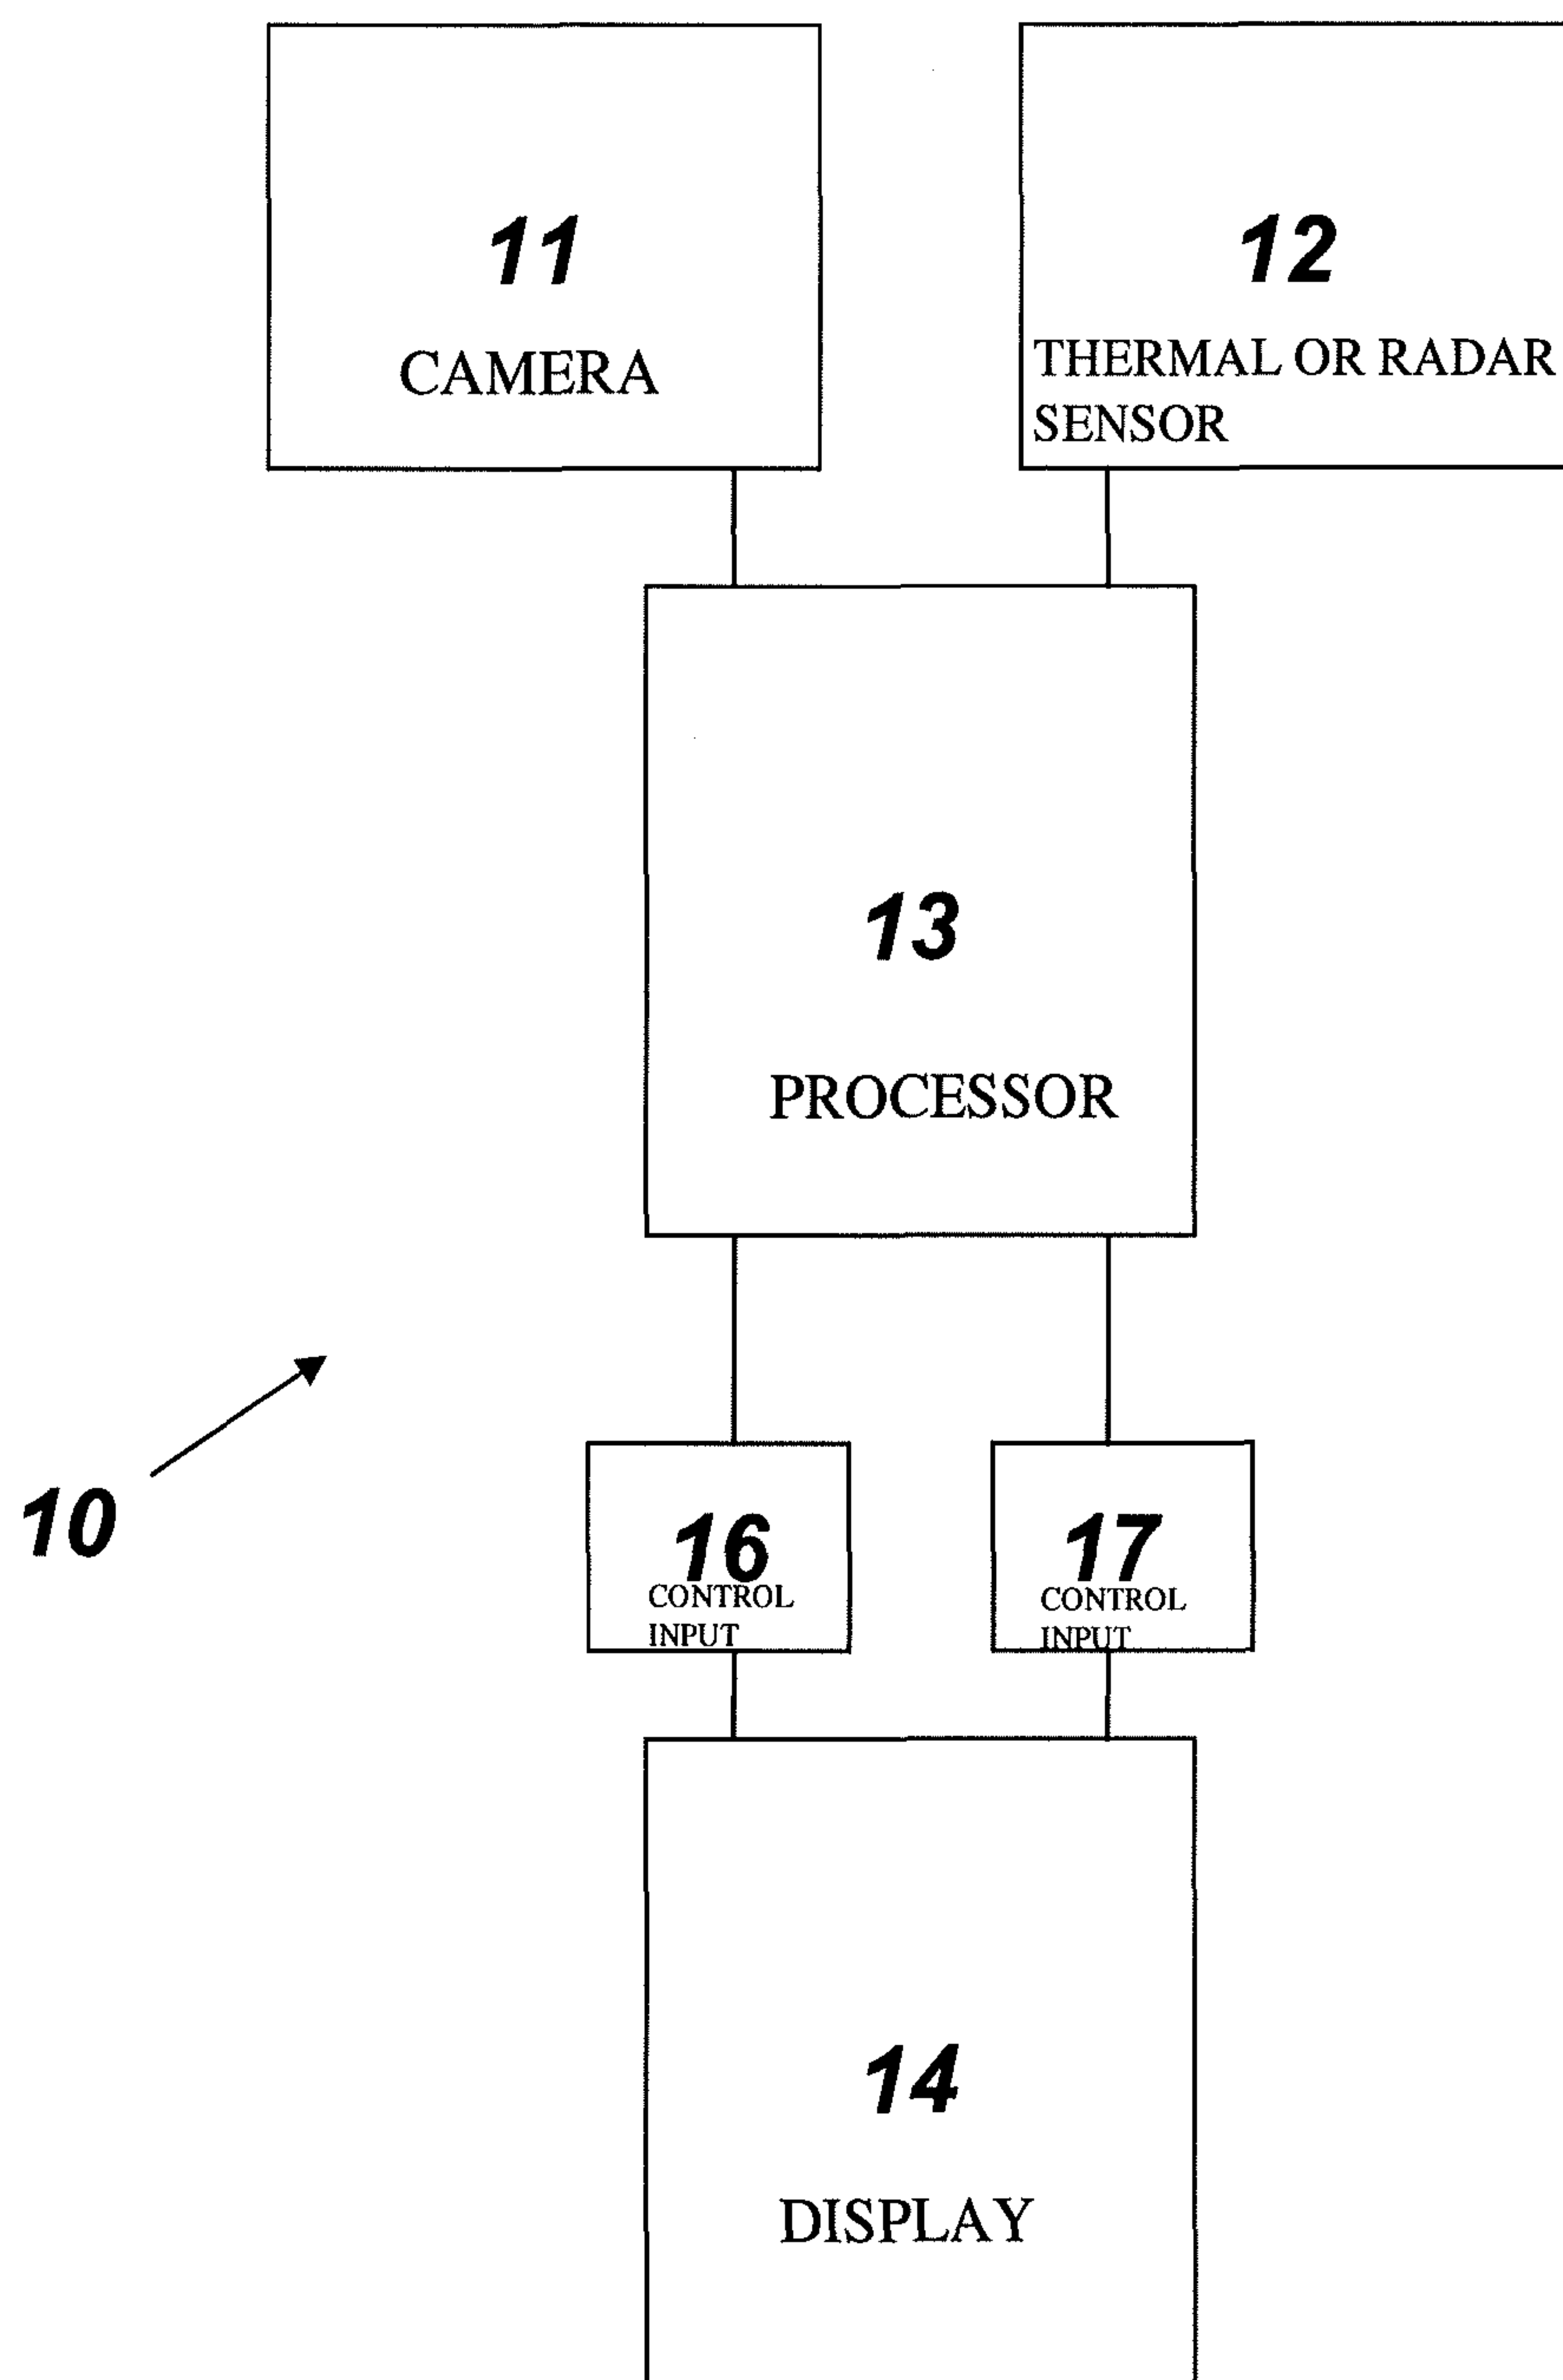 11
CAMERA
12
THERMAL OR RADAR
SENSOR
13
PROCESSOR
10
16
CONTROL
INPUT
17
CONTROL
INPUT
14
DISPLAY